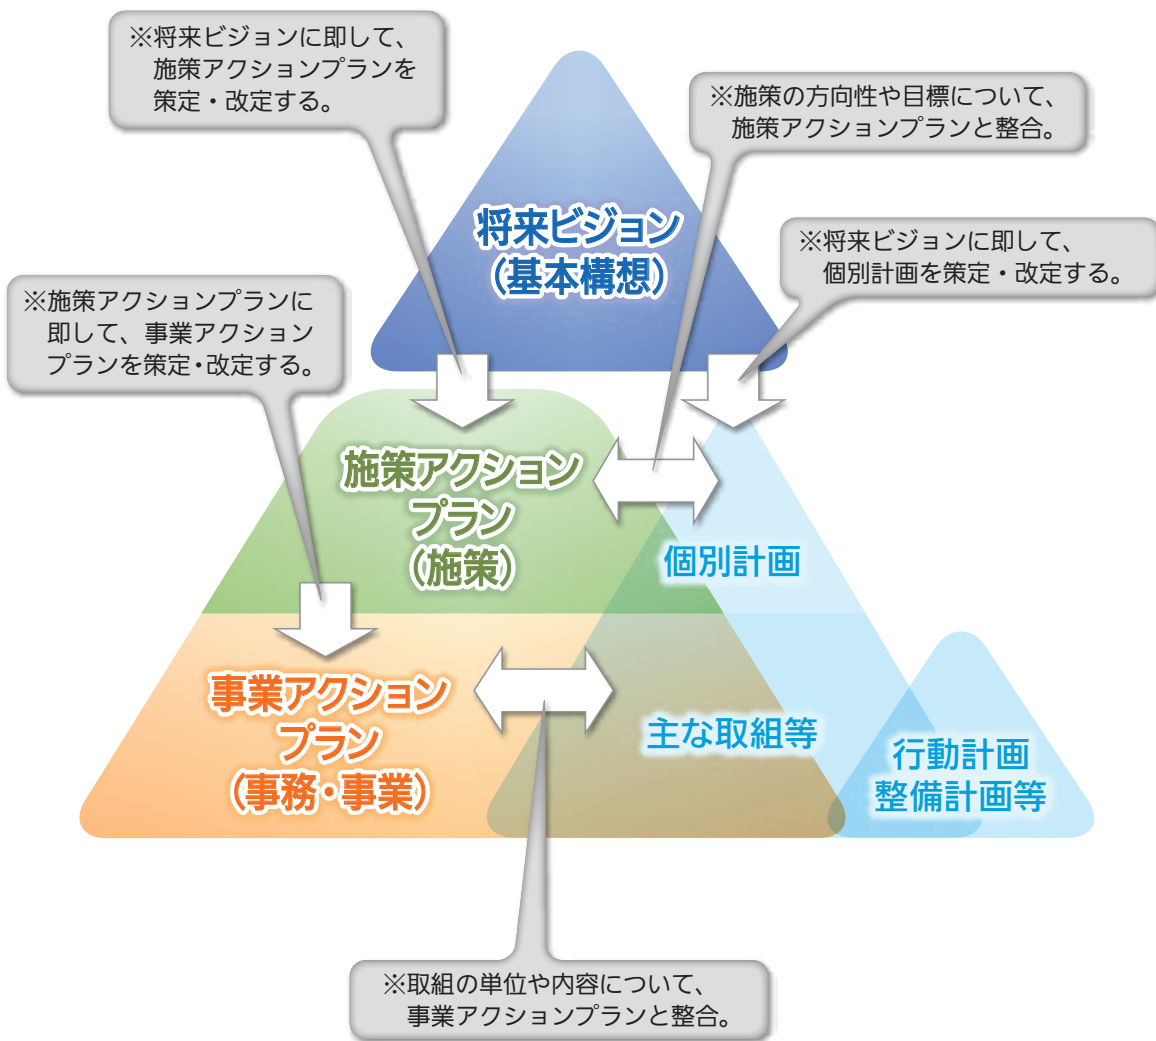 ※将来ビジョンに即して、
施策アクションプランを
策定・改定する。
※施策の方向性や目標について、
施策アクションプランと整合。
将来ビジョン
（基本構想）
※将来ビジョンに即して、
個別計画を策定・改定する。
※施策アクションプランに
即して、事業アクション
プランを策定・改定する。
施策アクション
プラン
（施策）
個別計画
事業アクション
プラン
（事務・事業）
主な取組等
行動計画
整備計画等
※取組の単位や内容について、
事業アクションプランと整合。